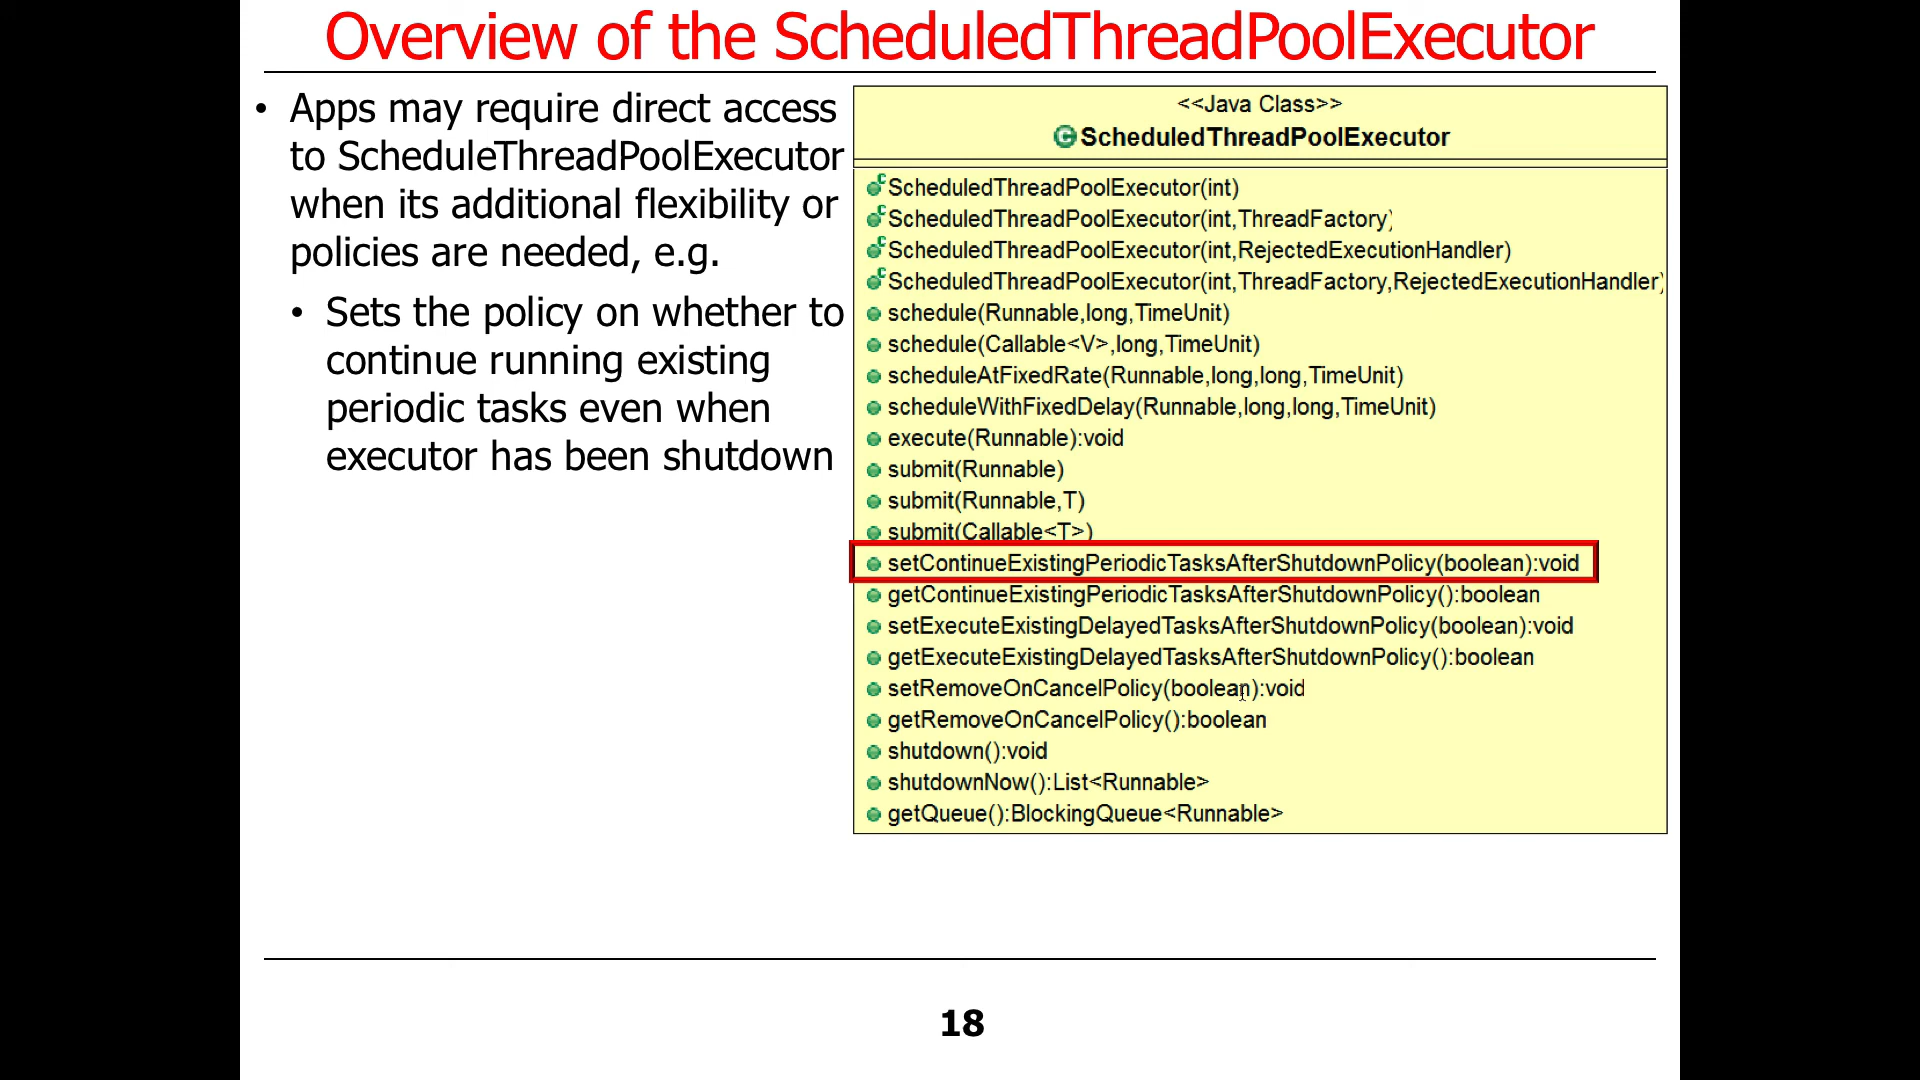 Overview of the ScheduledThreadPoolExecutor
• Apps may require direct access
to ScheduleThreadPoolExecutor
when its additional flexibility or
policies are needed, e.g.
• Sets the policy on whether to
continue running existing
periodic tasks even when
executor has been shutdown
<<Java Class>>
ScheduledThreadPoolExecutor
ScheduledThreadPoolExecutor(int)
ScheduledThreadPoolExecutor(int,ThreadFactory)
ScheduledThreadPoolExecutor(int,RejectedExecutionHandler)
ScheduledThreadPoolExecutor(int,ThreadFactory,RejectedExecutionHandler)
schedule(Runnable,long,TimeUnit)
schedule(Callable<V>,long,TimeUnit)
scheduleAtFixedRate(Runnable,long,long,TimeUnit)
scheduleWithFixedDelay(Runnable,long,long,TimeUnit)
execute(Runnable):void
submit(Runnable)
submit(Runnable,T)
submit(Callable<T>)
setContinueExistingPeriodicTasksAfterShutdownPolicy(boolean):void
getContinueExistingPeriodicTasksAfterShutdownPolicy():boolean
setExecuteExistingDelayedTasksAfterShutdownPolicy(boolean):void
getExecuteExistingDelayedTasksAfterShutdownPolicy():boolean
setRemoveOnCancelPolicy(boolean):void
getRemoveOnCancelPolicy():boolean
shutdown():void
shutdownNow():List<Runnable>
getQueue():BlockingQueue<Runnable>
18